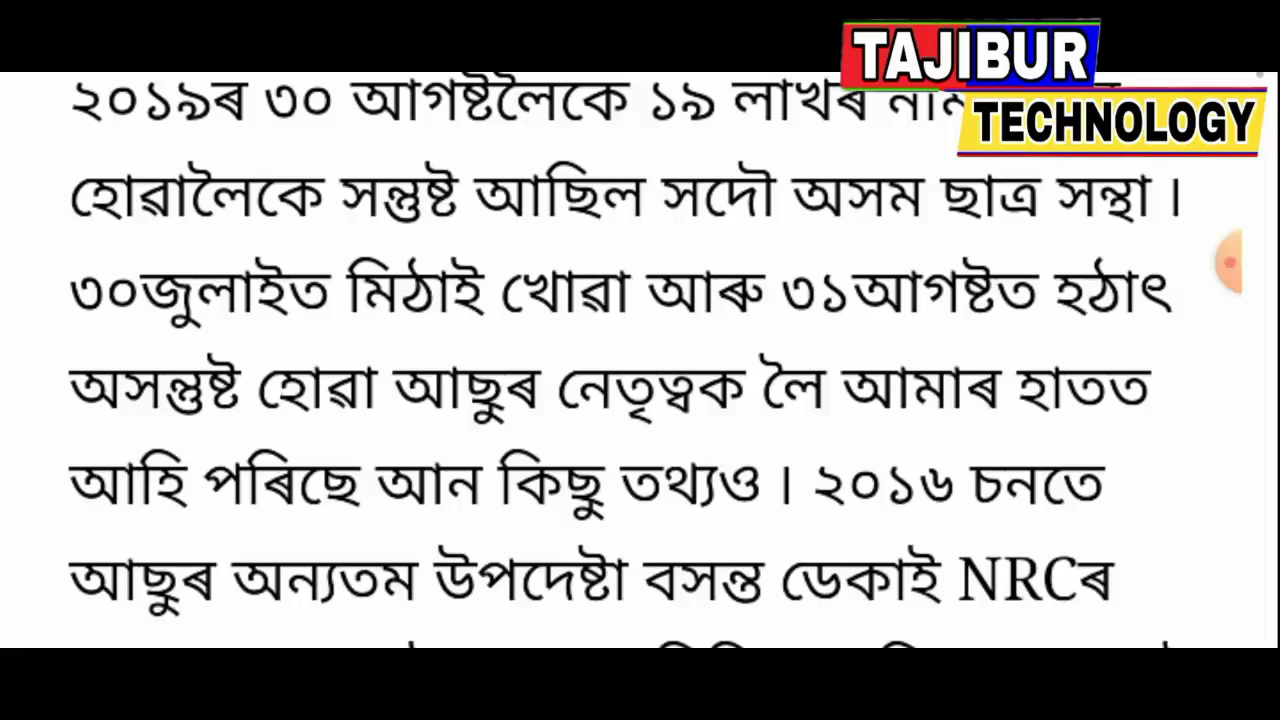 TAJIBUR
TECHNOLOGY
২০১৯ৰ ৩০ আগষ্টলৈকে ১৯ লাখৰ
হোৱালৈকে সন্তুষ্ট আছিল সদৌ অসম ছাত্ৰ সন্থা ।
৩০জুলাইত মিঠাই খোৱা আৰু ৩১আগষ্টত হঠাৎ
অসন্তুষ্ট হোৱা আছুৰ নেতৃত্বক লৈ আমাৰ হাতত
আহি পৰিছে আন কিছু তথ্যও । ২০১৬ চনতে
আছুৰ অন্যতম উপদেষ্টা বসন্ত ডেকাই NRCৰ